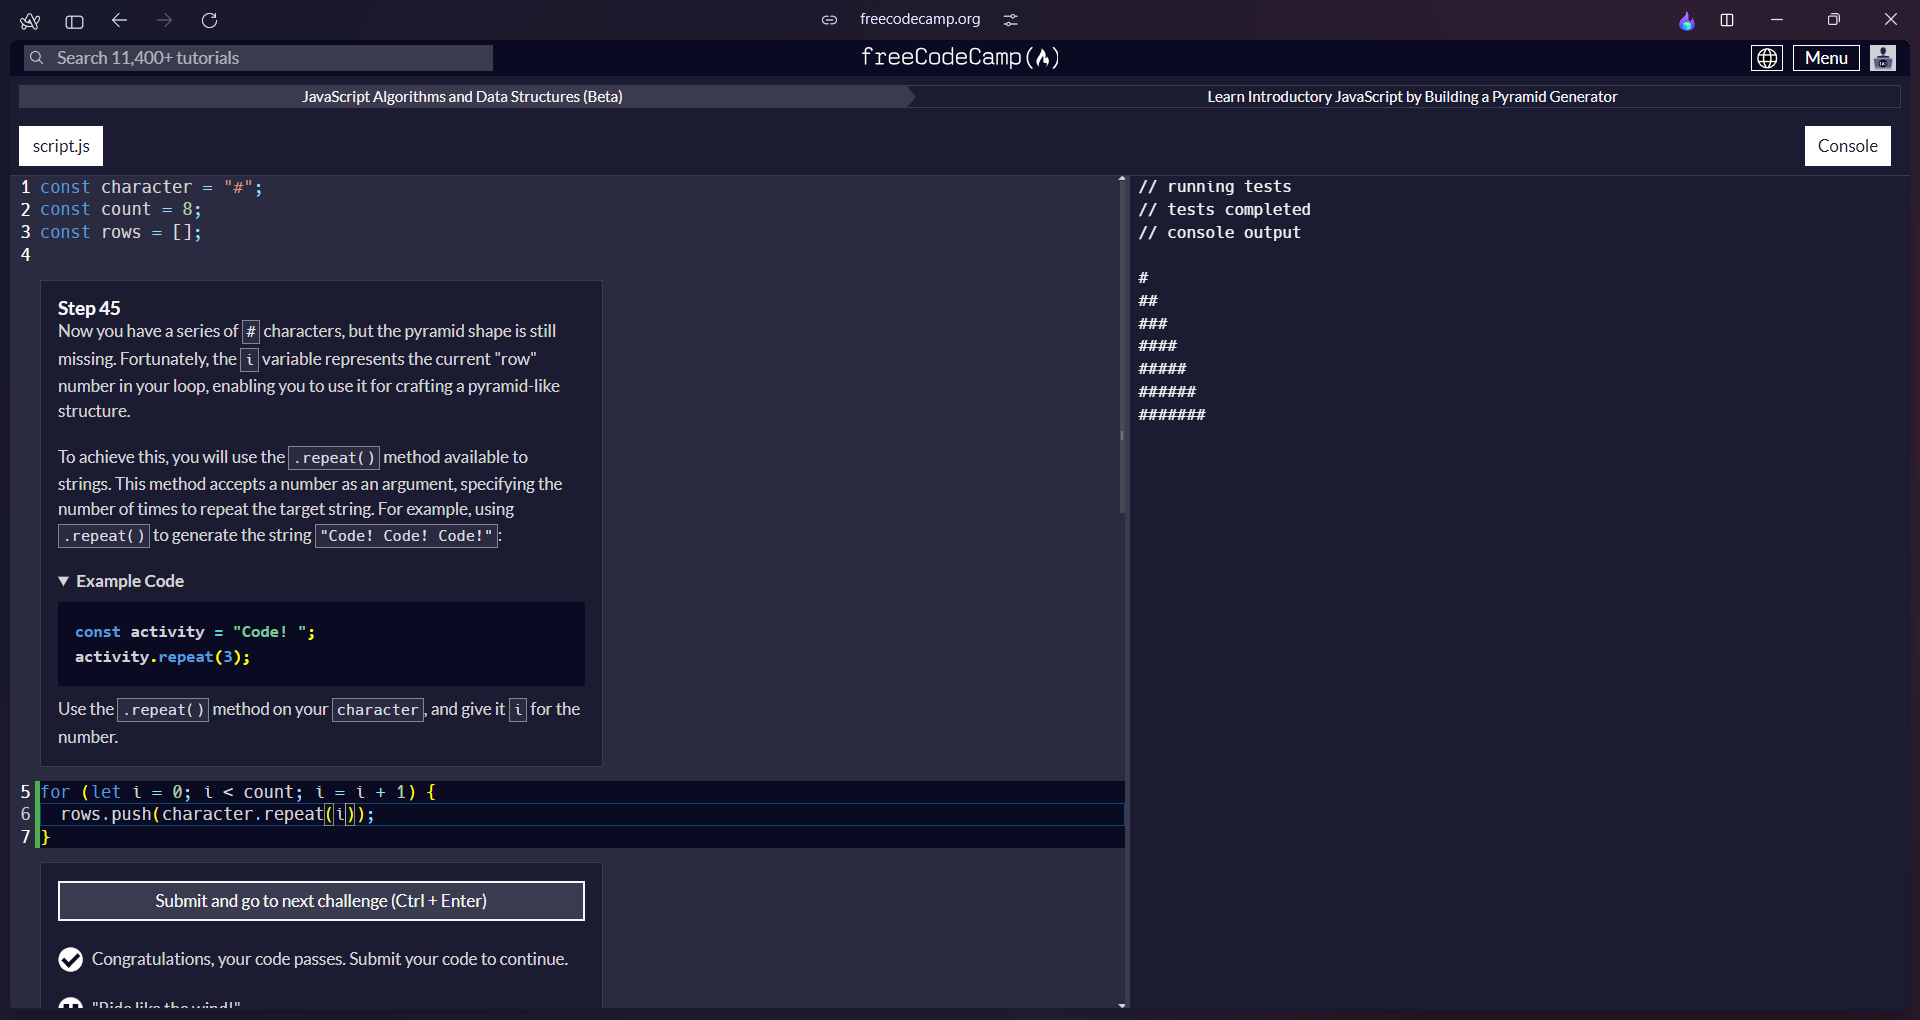 freecodecamp.org
Search 11,400+ tutorials
freeCodeCamp(🔥)
Menu
JavaScript Algorithms and Data Structures (Beta)
Learn Introductory JavaScript by Building a Pyramid Generator
script.js
Console
1 const character = "#";
2 const count = 8;
3 const rows = [];
4
Step 45
Now you have a series of # characters, but the pyramid shape is still
missing. Fortunately, the i variable represents the current "row"
number in your loop, enabling you to use it for crafting a pyramid-like
structure.
To achieve this, you will use the .repeat() method available to
strings. This method accepts a number as an argument, specifying the
number of times to repeat the target string. For example, using
.repeat() to generate the string "Code! Code! Code!":
▼ Example Code
const activity = "Code! ";
activity.repeat(3);
Use the .repeat() method on your character, and give it i for the
number.
5 for (let i = 0; i < count; i = i + 1) {
6   rows.push(character.repeat(i));
7 }
Submit and go to next challenge (Ctrl + Enter)
Congratulations, your code passes. Submit your code to continue.
"Ride like the wind!"
// running tests
// tests completed
// console output
#
##
###
####
#####
######
#######